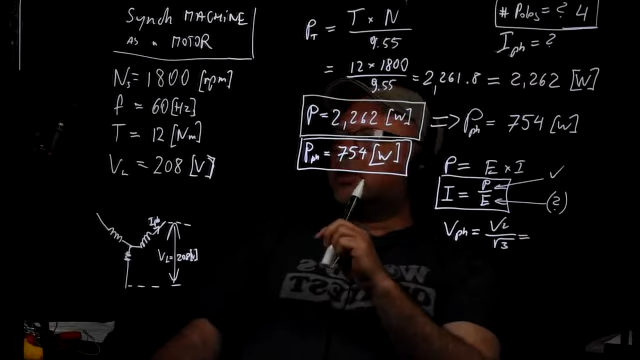 Synch MACHINE
AS a MOTOR
Ns = 1800 [rpm]
f = 60 [Hz]
T = 12 [Nm]
VL = 208 [V]
Iph
VL = 208[V]
PT = T × N / 9.55
= 12 × 1800 / 9.55 = 2,261.8 = 2,262 [W]
P = 2,262 [W] => Pph = 754 [W]
Pph = 754 [W]
# Poles = ? 4
Iph = ?
P = E × I
I = P / E ✓ (?)
Vph = VL / √3 =